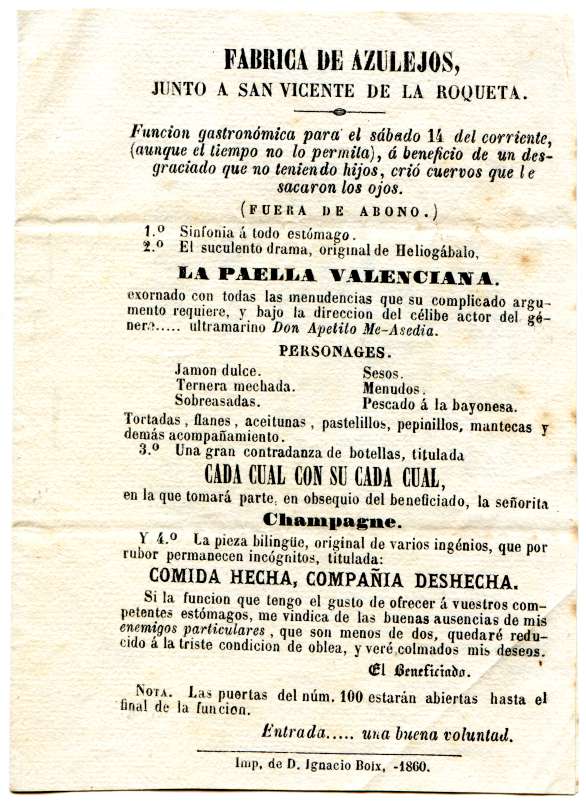 FABRICA DE AZULEJOS,
JUNTO A SAN VICENTE DE LA ROQUETA.
Funcion gastronómica para el sábado 14 del corriente,
(aunque el tiempo no lo permita), á beneficio de un des-
graciado que no teniendo hijos, crió cuervos que le
sacaron los ojos.
(FUERA DE ABONO.)
1.º Sinfonia á todo estómago.
2.º El suculento drama, original de Heliogábalo,
LA PAELLA VALENCIANA.
exornado con todas las menudencias que su complicado argu-
mento requiere, y bajo la direccion del célibe actor del gé-
nero..... ultramarino Don Apetito Me-Asedia.
PERSONAGES.
Jamon dulce. Sesos.
Ternera mechada. Menudos.
Sobreasadas. Pescado á la bayonesa.
Tortadas, flanes, aceitunas, pastelillos, pepinillos, mantecas y
demás acompañamiento.
3.º Una gran contradanza de botellas, titulada
CADA CUAL CON SU CADA CUAL,
en la que tomará parte, en obsequio del beneficiado, la señorita
Champagne.
Y 4.º La pieza bilingüe, original de varios ingénios, que por
rubor permanecen incógnitos, titulada:
COMIDA HECHA, COMPAÑIA DESHECHA.
Si la funcion que tengo el gusto de ofrecer á vuestros com-
petentes estómagos, me vindica de las buenas ausencias de mis
enemigos particulares, que son menos de dos, quedaré redu-
cido á la triste condicion de oblea, y veré colmados mis deseos.
El Beneficiado.
NOTA. Las puertas del núm. 100 estarán abiertas hasta el
final de la funcion.
Entrada..... una buena voluntad.
Imp, de D. Ignacio Boix, -1860.